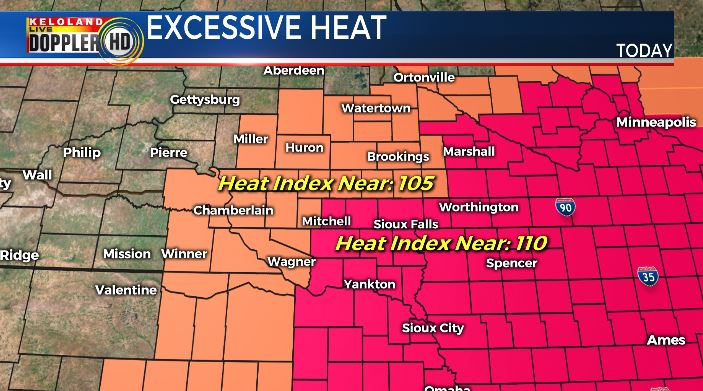 KELOLAND
LIVE
DOPPLER HD
EXCESSIVE HEAT
TODAY
Aberdeen
Ortonville
Gettysburg
Watertown
Minneapolis
Miller
Huron
Philip
Pierre
Brookings
Marshall
Wall
Heat Index Near: 105
Chamberlain
Mitchell
Sioux Falls
Worthington
90
Heat Index Near: 110
Ridge
Mission
Winner
Wagner
Spencer
35
Valentine
Yankton
Sioux City
Ames
Omaha